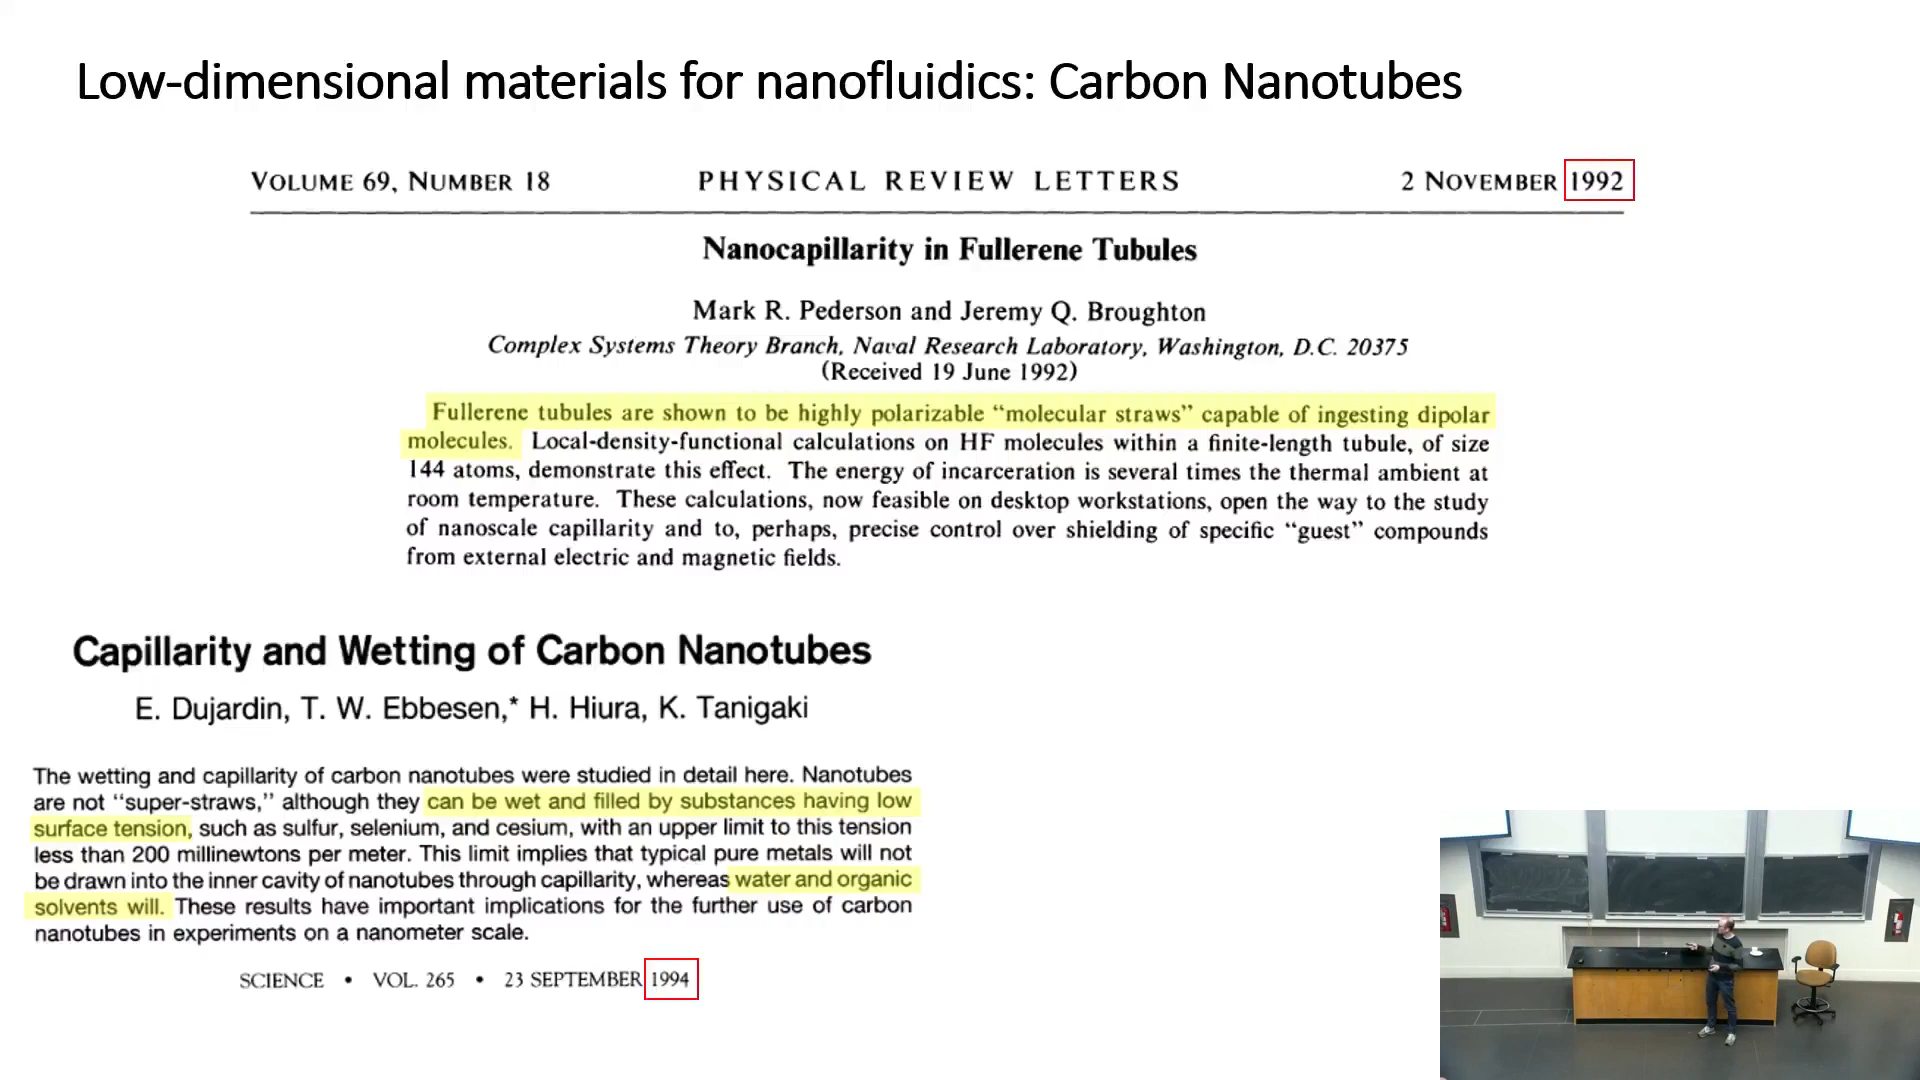 Low-dimensional materials for nanofluidics: Carbon Nanotubes
VOLUME 69, NUMBER 18 PHYSICAL REVIEW LETTERS 2 NOVEMBER 1992
Nanocapillarity in Fullerene Tubules
Mark R. Pederson and Jeremy Q. Broughton
Complex Systems Theory Branch, Naval Research Laboratory, Washington, D.C. 20375
(Received 19 June 1992)
Fullerene tubules are shown to be highly polarizable “molecular straws” capable of ingesting dipolar
molecules. Local-density-functional calculations on HF molecules within a finite-length tubule, of size
144 atoms, demonstrate this effect. The energy of incarceration is several times the thermal ambient at
room temperature. These calculations, now feasible on desktop workstations, open the way to the study
of nanoscale capillarity and to, perhaps, precise control over shielding of specific “guest” compounds
from external electric and magnetic fields.
Capillarity and Wetting of Carbon Nanotubes
E. Dujardin, T. W. Ebbesen,* H. Hiura, K. Tanigaki
The wetting and capillarity of carbon nanotubes were studied in detail here. Nanotubes
are not “super-straws,” although they can be wet and filled by substances having low
surface tension, such as sulfur, selenium, and cesium, with an upper limit to this tension
less than 200 millinewtons per meter. This limit implies that typical pure metals will not
be drawn into the inner cavity of nanotubes through capillarity, whereas water and organic
solvents will. These results have important implications for the further use of carbon
nanotubes in experiments on a nanometer scale.
SCIENCE • VOL. 265 • 23 SEPTEMBER 1994